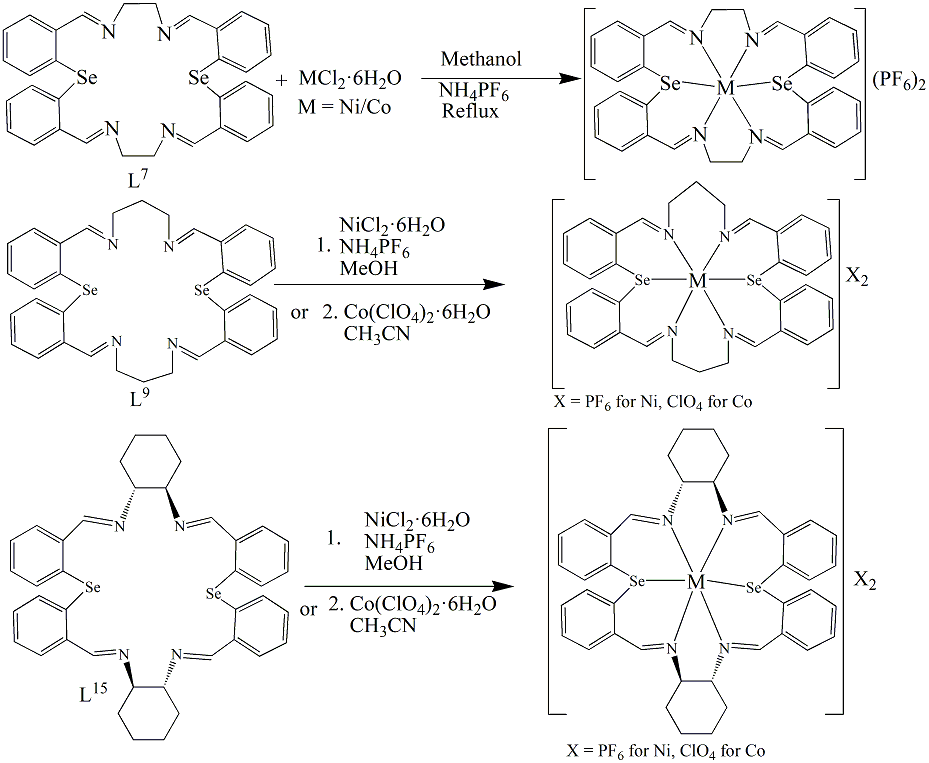 N N
Se Se
N N
L7
+ MCl2·6H2O
M = Ni/Co
Methanol
NH4PF6
Reflux
N N
Se M Se
N N
(PF6)2
N N
Se Se
N N
L9
NiCl2·6H2O
1. NH4PF6
MeOH
or 2. Co(ClO4)2·6H2O
CH3CN
N N
Se M Se
N N
X2
X = PF6 for Ni, ClO4 for Co
N N
Se Se
N N
L15
NiCl2·6H2O
1. NH4PF6
MeOH
or 2. Co(ClO4)2·6H2O
CH3CN
N N
Se M Se
N N
X2
X = PF6 for Ni, ClO4 for Co